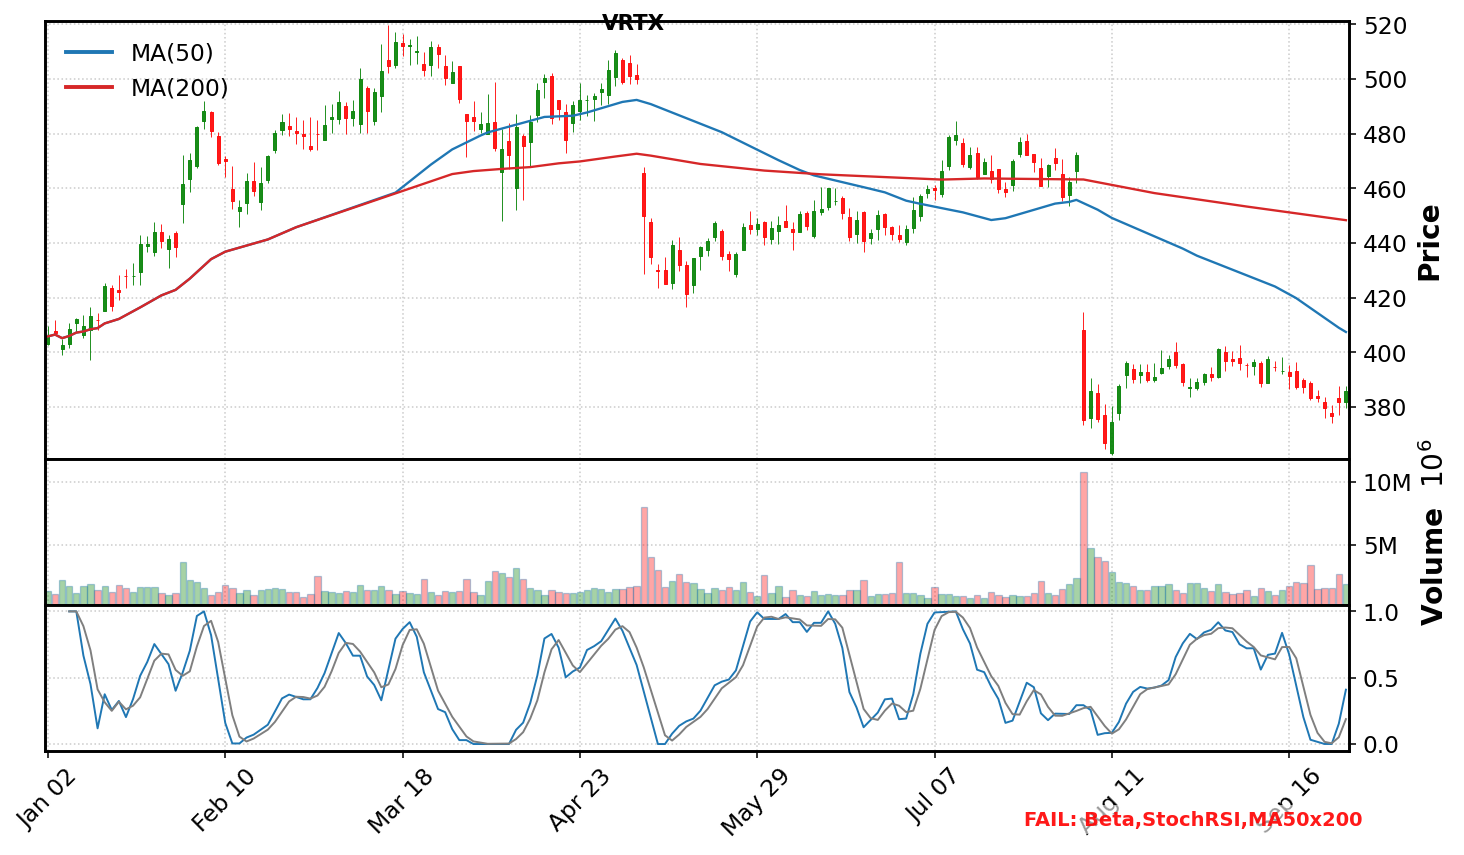 VRTX
MA(50)
MA(200)
520
500
480
460
440
420
400
380
Price
10M
5M
Volume 10^6
1.0
0.5
0.0
Jan 02
Feb 10
Mar 18
Apr 23
May 29
Jul 07
Aug 11
Sep 16
FAIL: Beta,StochRSI,MA50x200